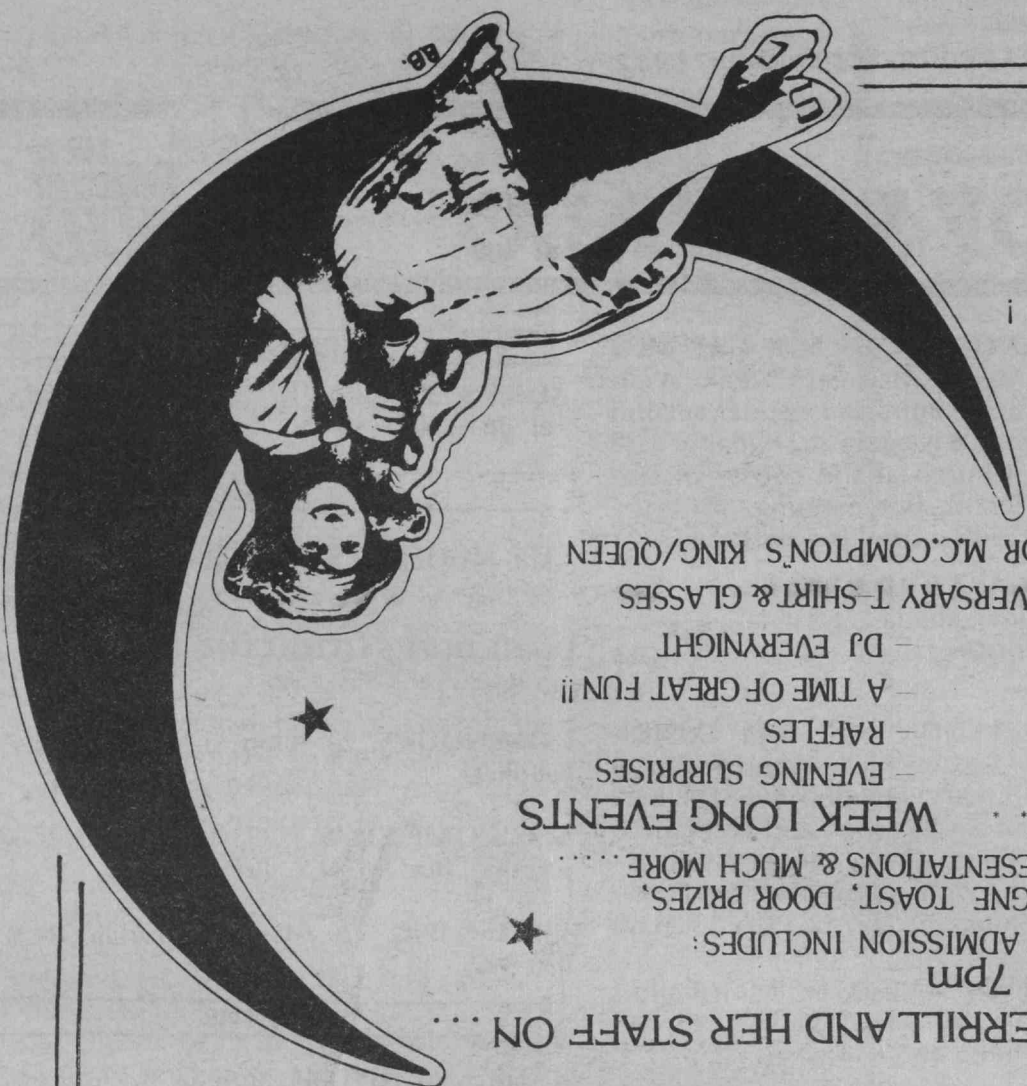 ERRILL AND HER STAFF ON ....
7pm
ADMISSION INCLUDES:
GNE TOAST, DOOR PRIZES,
ESENTATIONS & MUCH MORE .....
. . WEEK LONG EVENTS
– EVENING SURPRISES
– RAFFLES
– A TIME OF GREAT FUN !!
– DJ EVERYNIGHT
VERSARY T-SHIRT & GLASSES
OR M.C.COMPTON'S KING/QUEEN
!
B.B.